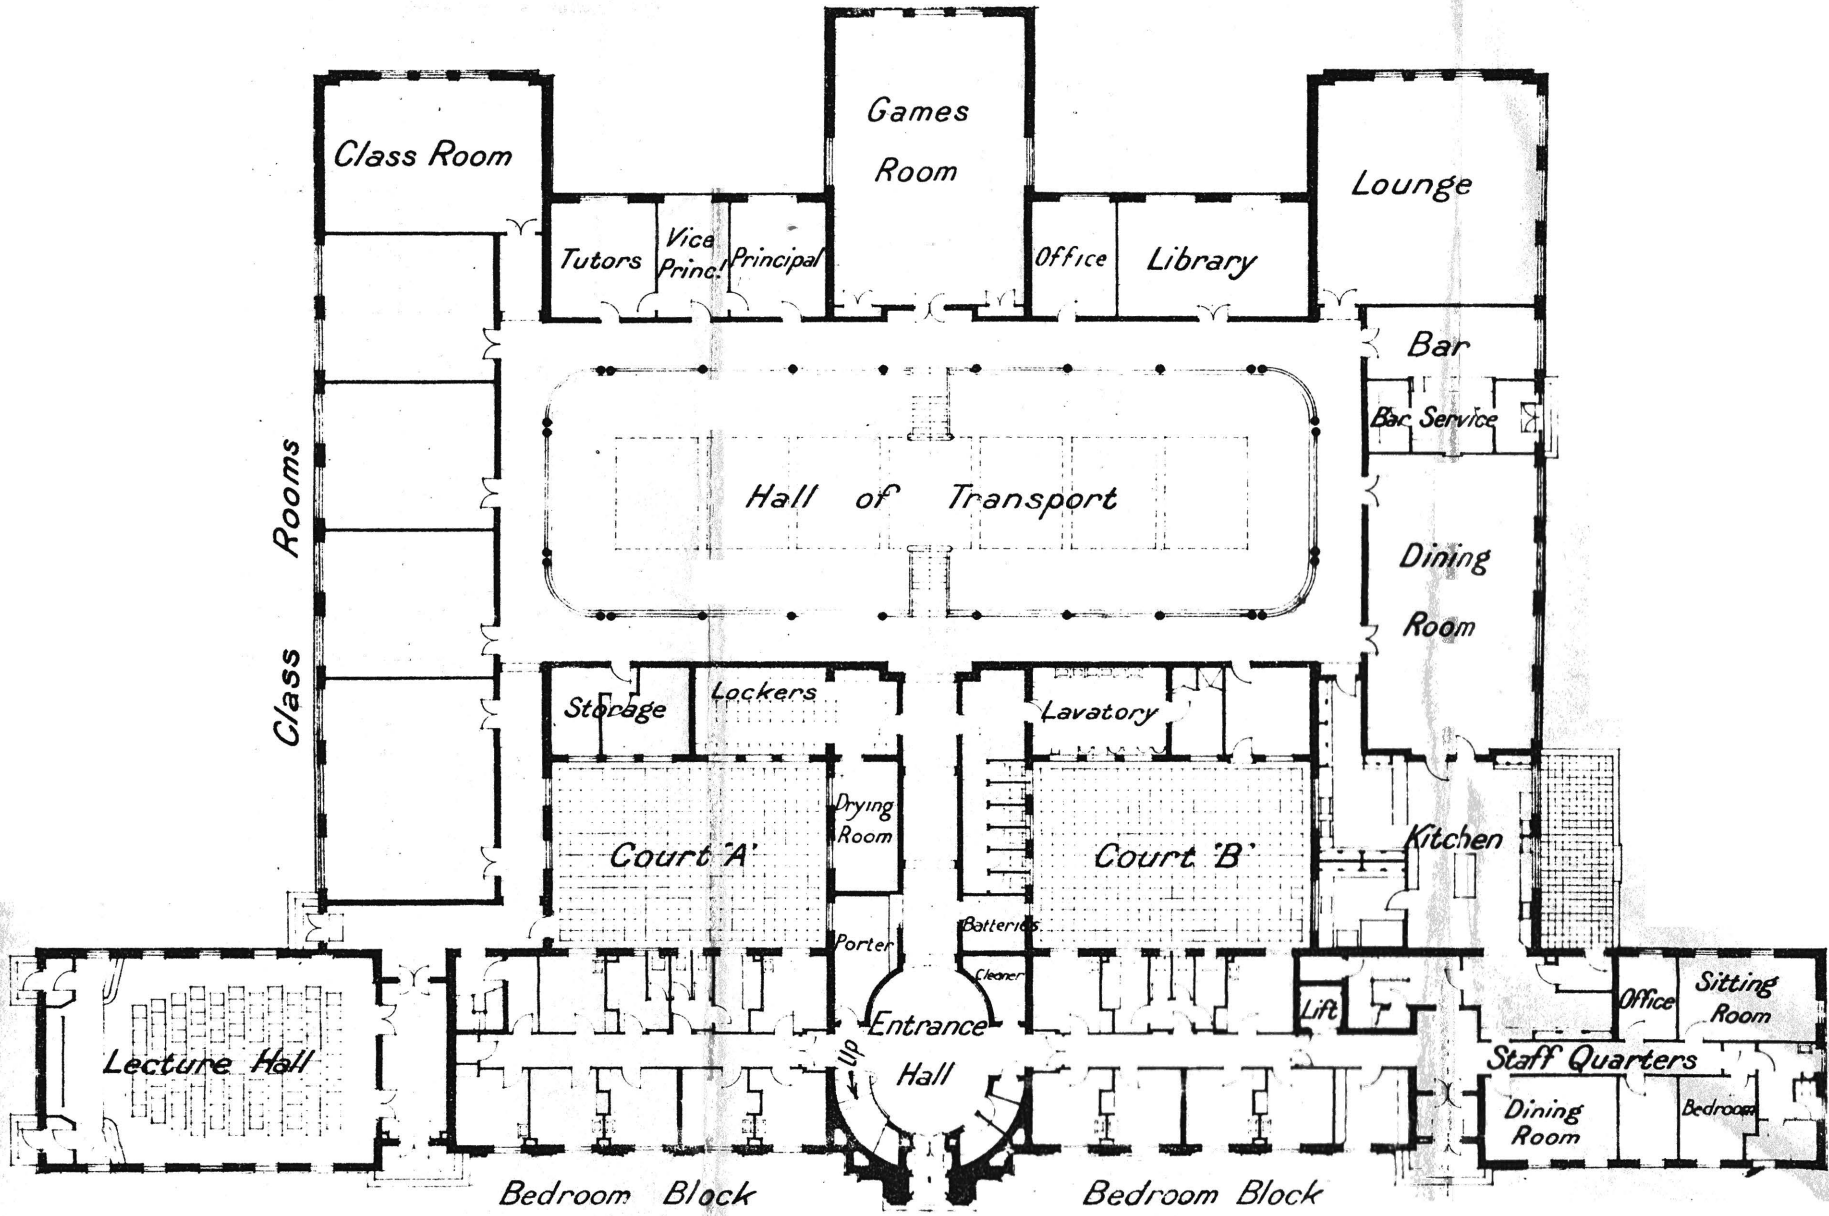 Games
Room
Class Room
Lounge
Tutors
Vice
Princ!
Principal
Office
Library
Bar
Bar Service
Class Rooms
Hall of Transport
Dining
Room
Storage
Lockers
Lavatory
Drying
Room
Court 'A'
Court 'B'
Kitchen
Porter
Batteries
Cleaner
Entrance
Hall
←Up
Lift
Office
Sitting
Room
Lecture Hall
Staff Quarters
Dining
Room
Bedroom
Bedroom Block
Bedroom Block